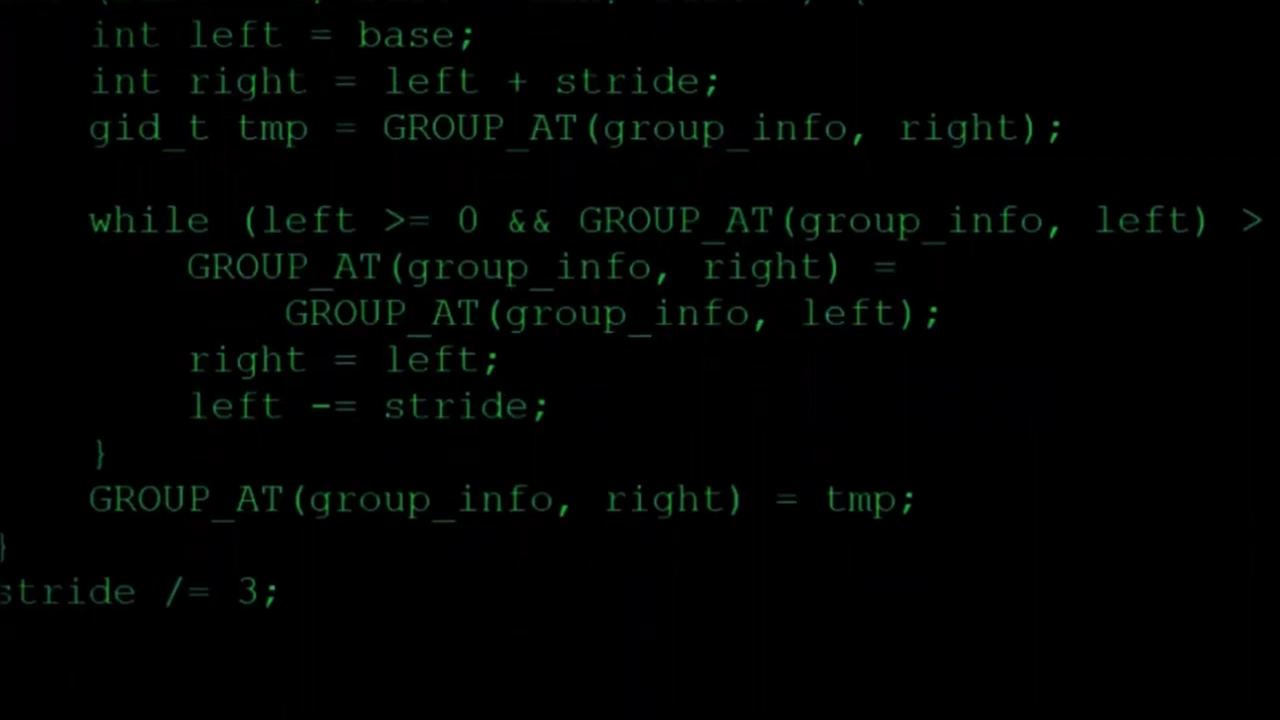 int left = base;
int right = left + stride;
gid_t tmp = GROUP_AT(group_info, right);
while (left >= 0 && GROUP_AT(group_info, left) >
GROUP_AT(group_info, right) =
GROUP_AT(group_info, left);
right = left;
left -= stride;
}
GROUP_AT(group_info, right) = tmp;
}
stride /= 3;